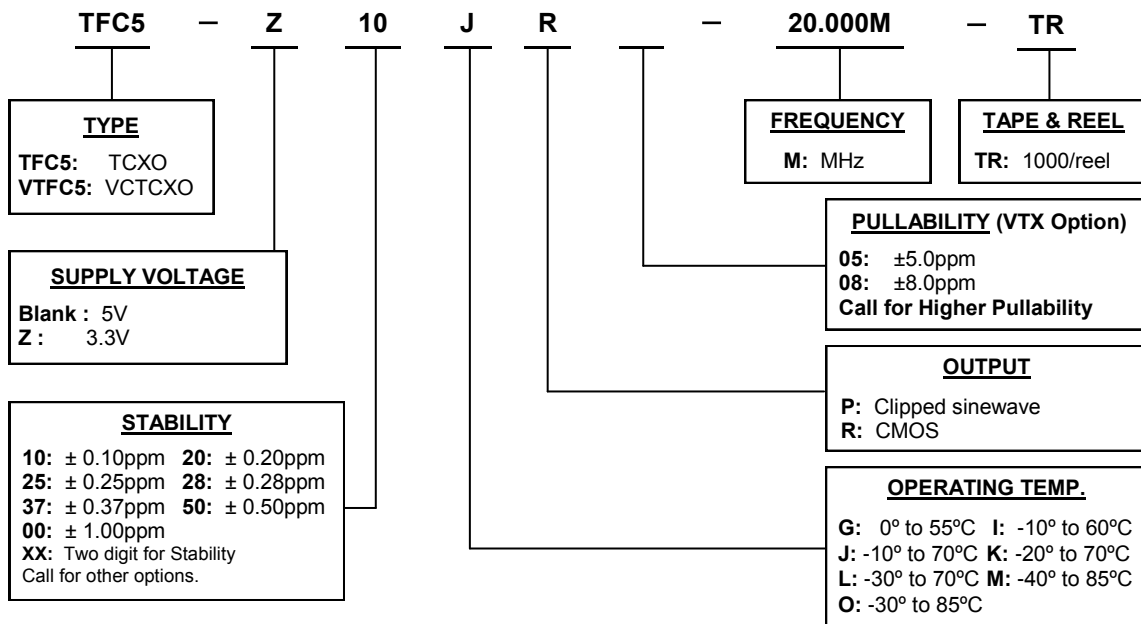 TFC5 – Z 10 J R – 20.000M – TR
TYPE
TFC5: TCXO
VTFC5: VCTCXO
FREQUENCY
M: MHz
TAPE & REEL
TR: 1000/reel
SUPPLY VOLTAGE
Blank : 5V
Z : 3.3V
PULLABILITY (VTX Option)
05: ±5.0ppm
08: ±8.0ppm
Call for Higher Pullability
OUTPUT
P: Clipped sinewave
R: CMOS
STABILITY
10: ± 0.10ppm 20: ± 0.20ppm
25: ± 0.25ppm 28: ± 0.28ppm
37: ± 0.37ppm 50: ± 0.50ppm
00: ± 1.00ppm
XX: Two digit for Stability
Call for other options.
OPERATING TEMP.
G: 0º to 55ºC I: -10º to 60ºC
J: -10º to 70ºC K: -20º to 70ºC
L: -30º to 70ºC M: -40º to 85ºC
O: -30º to 85ºC